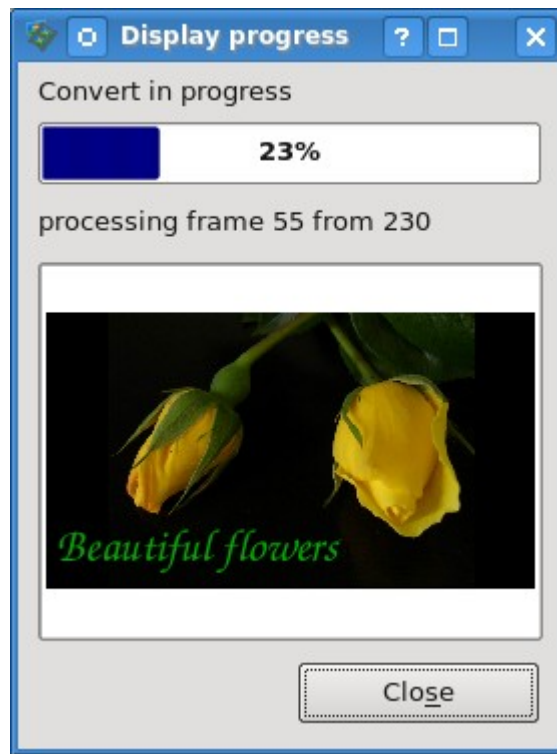 Display progress
Convert in progress
23%
processing frame 55 from 230
Beautiful flowers
Close